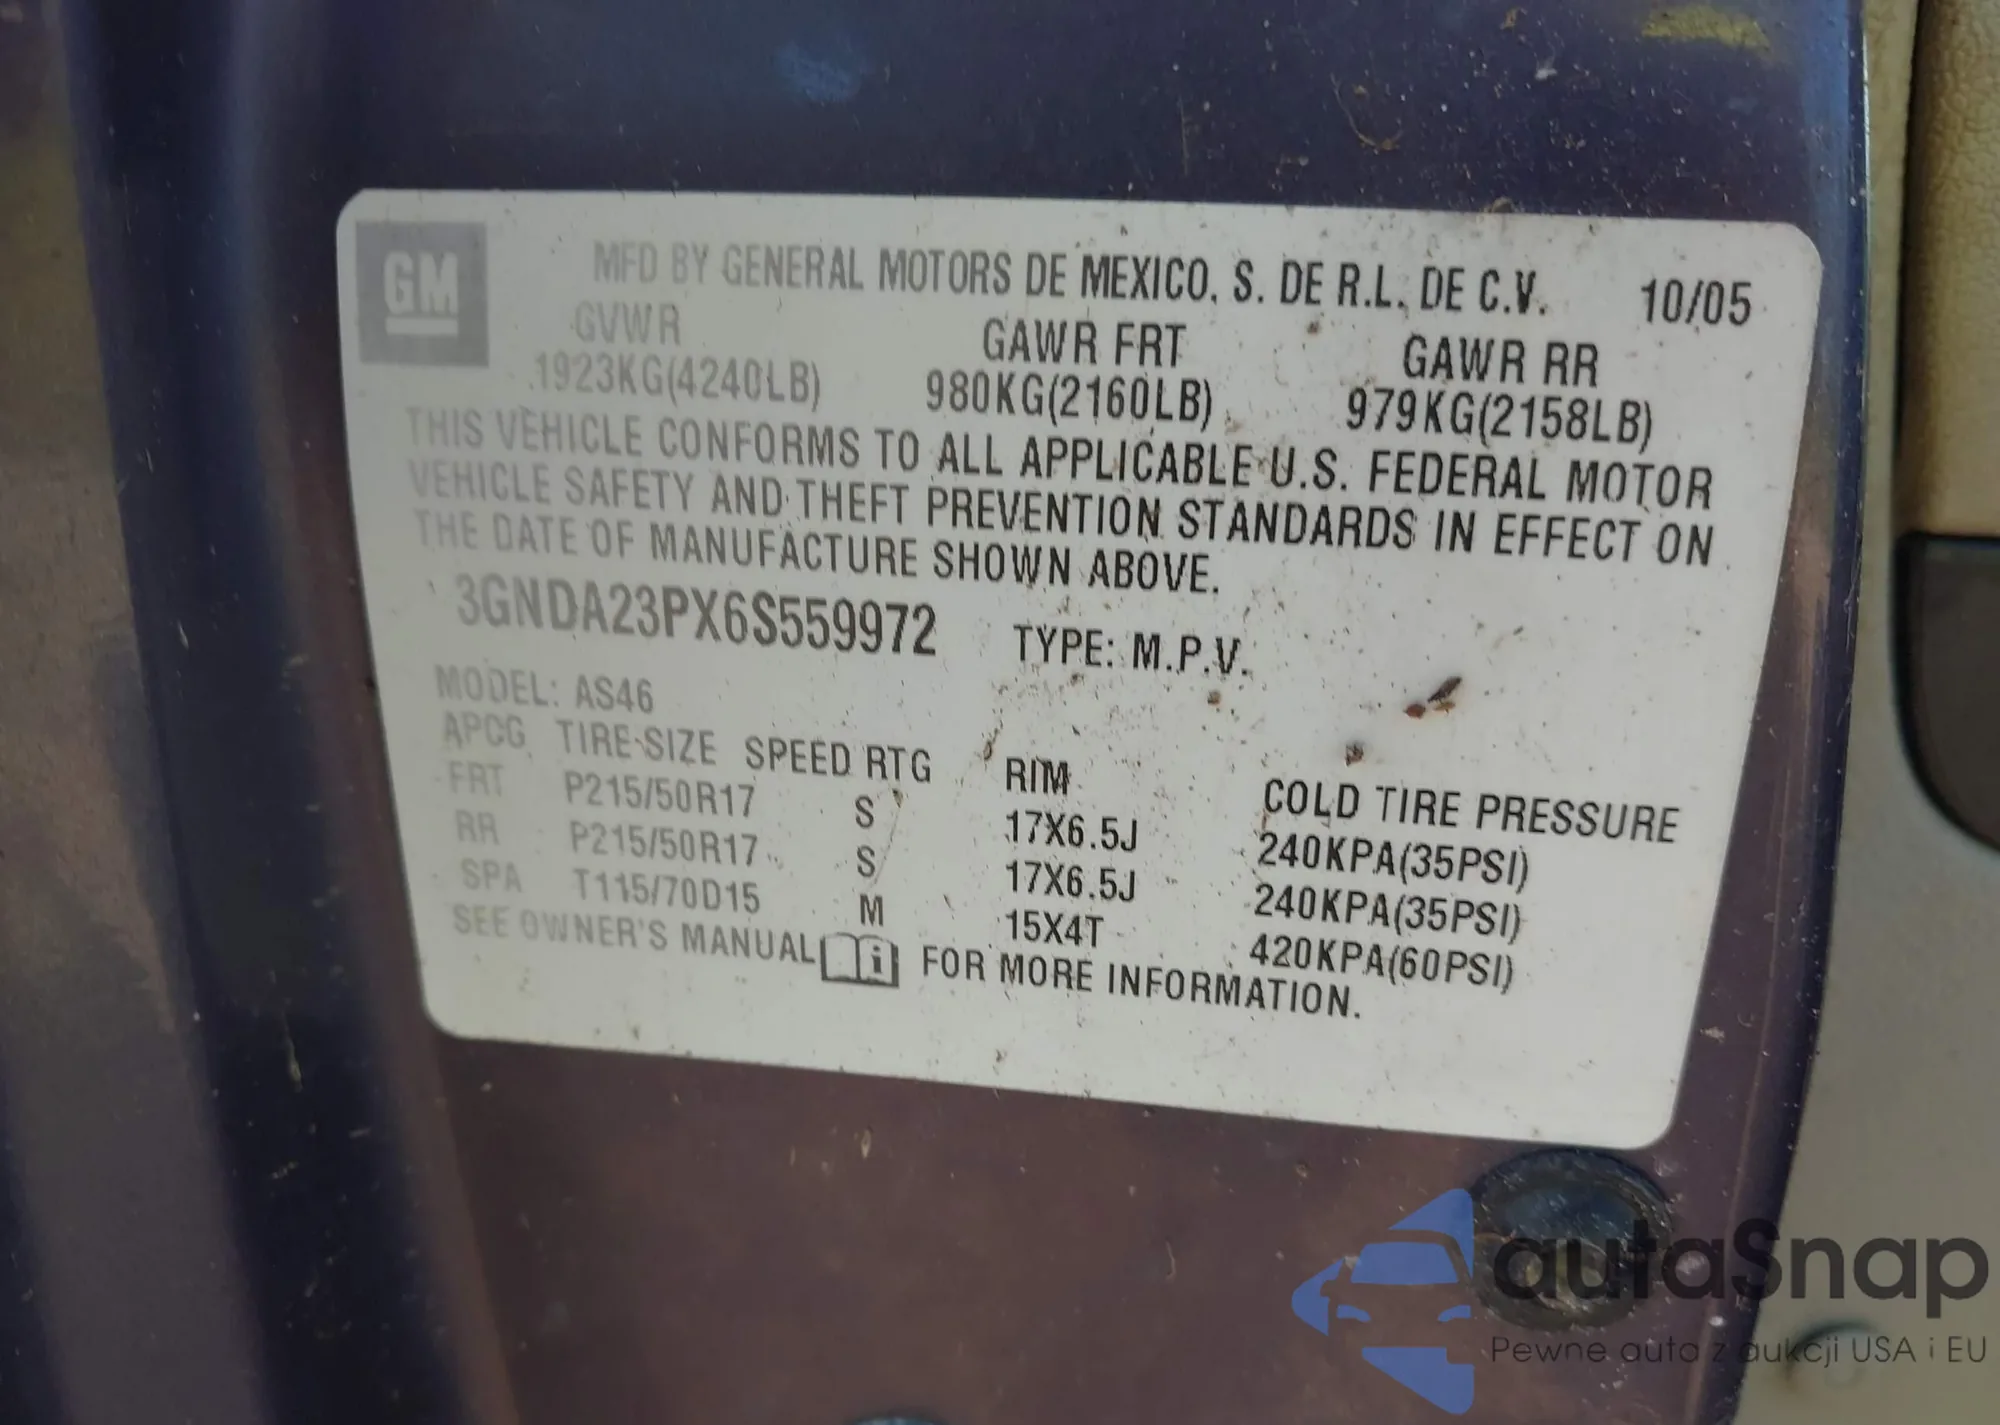 GM
MFD BY GENERAL MOTORS DE MEXICO, S. DE R.L. DE C.V. 10/05
GVWR GAWR FRT GAWR RR
1923KG(4240LB) 980KG(2160LB) 979KG(2158LB)
THIS VEHICLE CONFORMS TO ALL APPLICABLE U.S. FEDERAL MOTOR
VEHICLE SAFETY AND THEFT PREVENTION STANDARDS IN EFFECT ON
THE DATE OF MANUFACTURE SHOWN ABOVE.
3GNDA23PX6S559972 TYPE: M.P.V.
MODEL: AS46
APCG TIRE SIZE SPEED RTG RIM COLD TIRE PRESSURE
FRT P215/50R17 S 17X6.5J 240KPA(35PSI)
RR P215/50R17 S 17X6.5J 240KPA(35PSI)
SPA T115/70D15 M 15X4T 420KPA(60PSI)
SEE OWNER'S MANUAL i FOR MORE INFORMATION.
autaSnap
Pewne auta z aukcji USA i EU